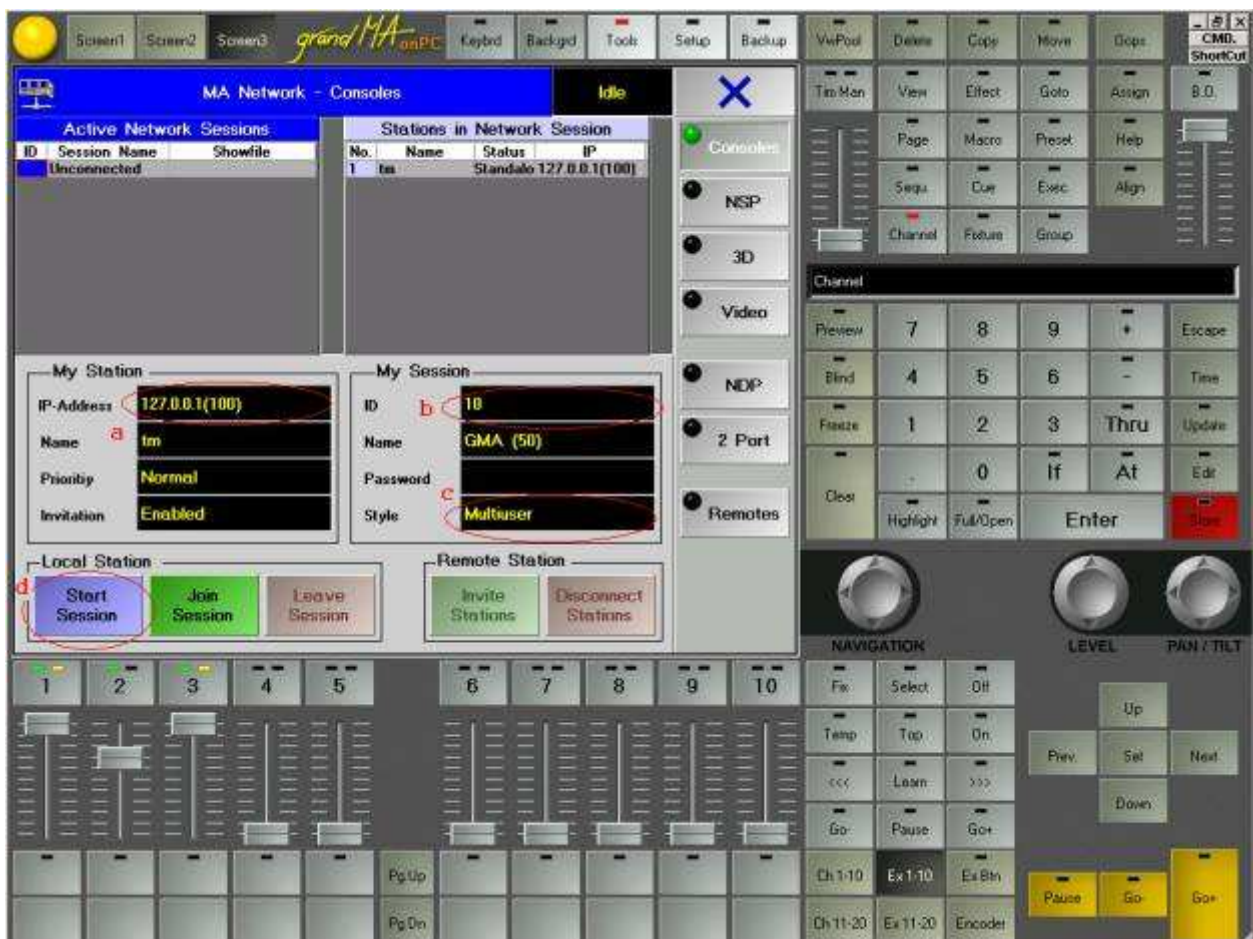 Screen1 Screen2 Screen3 grandMA onPC Keybrd Backgrd Tools Setup Backup VwPool Delete Copy Move Oops CMD. ShortCut
MA Network - Consoles Idle
Active Network Sessions
ID Session Name Showfile
Unconnected
Stations in Network Session
No. Name Status IP
1 tm Standalo 127.0.0.1(100)
Consoles
NSP
3D
Video
NDP
2 Port
Remotes
My Station
IP-Address 127.0.0.1(100)
a
Name tm
Prioritiy Normal
Invitation Enabled
My Session
ID b 10
Name GMA (50)
Password
c
Style Multiuser
Local Station
d
Start Session
Join Session
Leave Session
Remote Station
Invite Stations
Disconnect Stations
Tim Man View Effect Goto Assign B.O.
Page Macro Preset Help
Sequ. Cue Exec. Align
Channel Fixture Group
Channel
Preview 7 8 9 + Escape
Blind 4 5 6 - Time
Freeze 1 2 3 Thru Update
Clear . 0 If At Edit
Highlight Full/Open Enter Store
NAVIGATION LEVEL PAN / TILT
1 2 3 4 5 6 7 8 9 10
Fix Select Off
Temp Top On
<<< Learn >>>
Go- Pause Go+
Up
Prev. Set Next
Down
Pg Up
Pg Dn
Ch 1-10 Ex 1-10 Ex Btn
Ch 11-20 Ex 11-20 Encoder
Pause Go- Go+